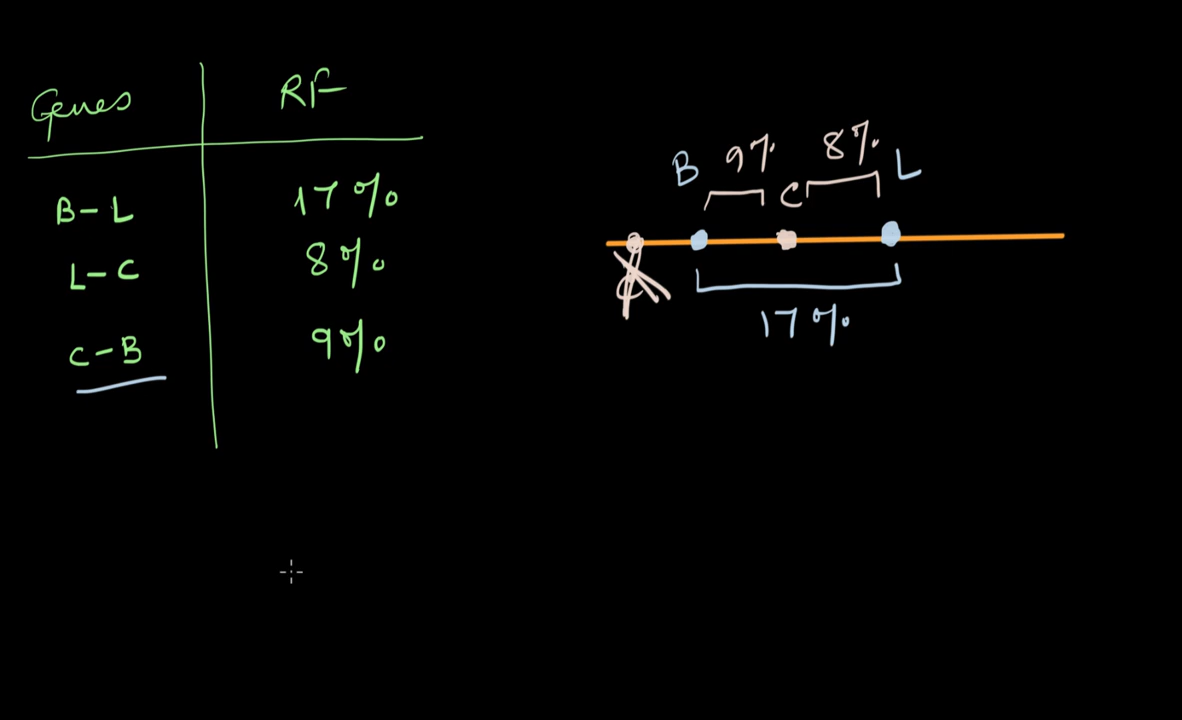 Genes RF
B-L 17%
L-C 8%
C-B 9%
B 9% C 8% L
C
17%